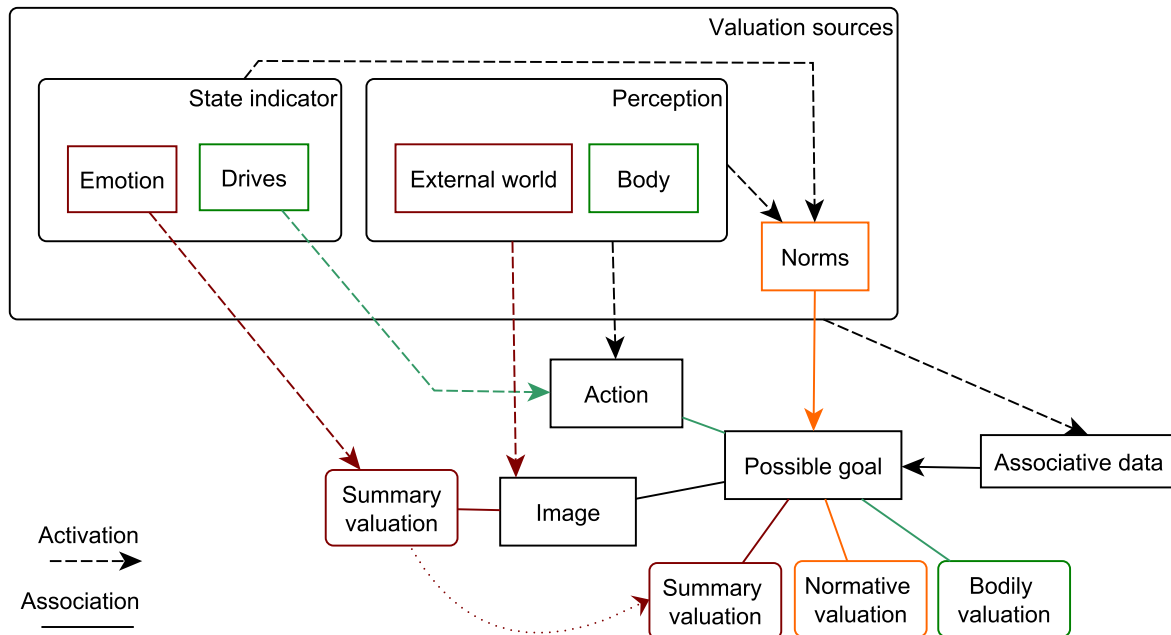 Valuation sources
State indicator
Perception
Emotion
Drives
External world
Body
Norms
Action
Possible goal
Associative data
Summary
valuation
Image
Activation
Association
Summary
valuation
Normative
valuation
Bodily
valuation